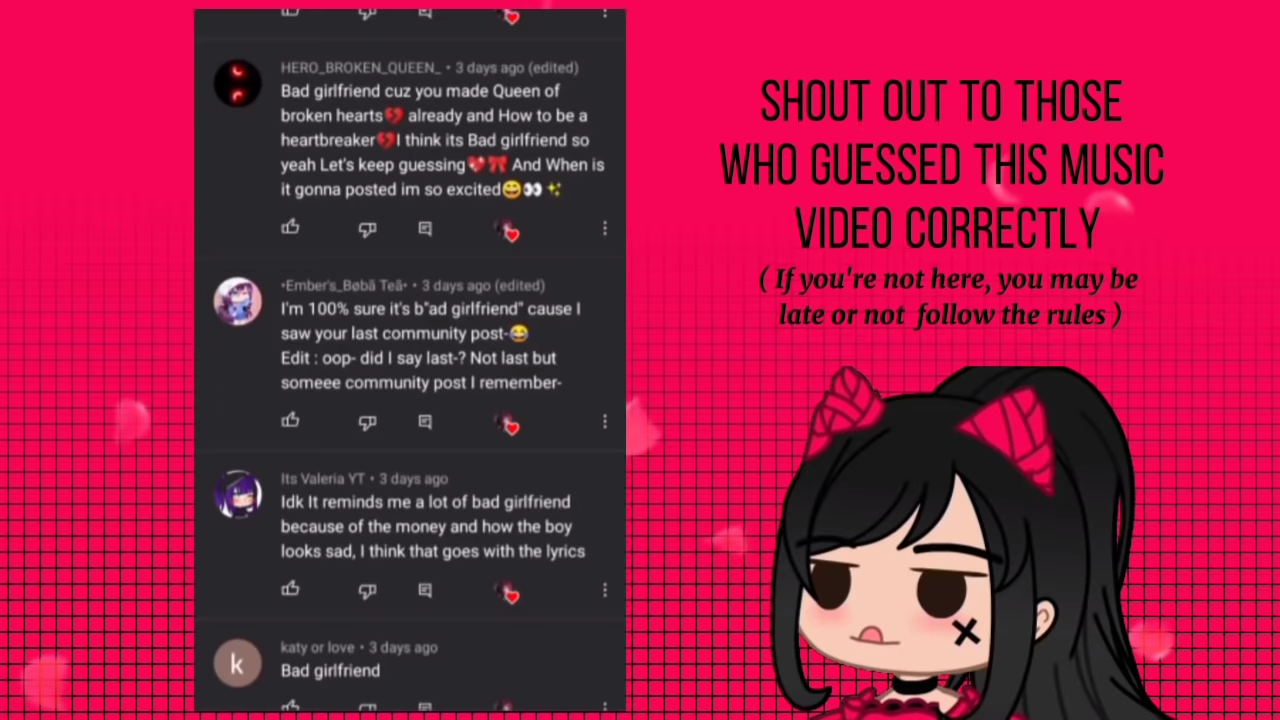 HERO_BROKEN_QUEEN_ • 3 days ago (edited)
Bad girlfriend cuz you made Queen of
broken hearts💔 already and How to be a
heartbreaker💔I think its Bad girlfriend so
yeah Let's keep guessing💖🎀 And When is
it gonna posted im so excited😄👀✨
•Ember's_Bøbã Teã• • 3 days ago (edited)
I'm 100% sure it's b"ad girlfriend" cause I
saw your last community post-😂
Edit : oop- did I say last-? Not last but
someee community post I remember-
Its Valeria YT • 3 days ago
Idk It reminds me a lot of bad girlfriend
because of the money and how the boy
looks sad, I think that goes with the lyrics
k
katy or love • 3 days ago
Bad girlfriend
SHOUT OUT TO THOSE
WHO GUESSED THIS MUSIC
VIDEO CORRECTLY
( If you're not here, you may be
late or not follow the rules )